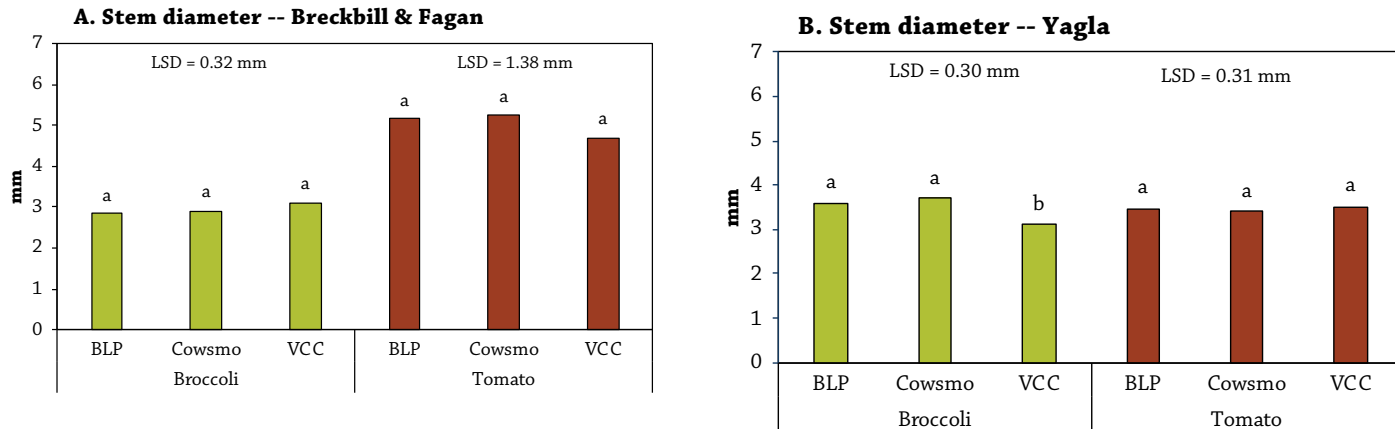 A. Stem diameter -- Breckbill & Fagan
7
6
5
4
3
2
1
0
mm
LSD = 0.32 mm
LSD = 1.38 mm
a
a
a
a
a
a
BLP
Cowsmo
VCC
BLP
Cowsmo
VCC
Broccoli
Tomato
B. Stem diameter -- Yagla
7
6
5
4
3
2
1
0
mm
LSD = 0.30 mm
LSD = 0.31 mm
a
a
b
a
a
a
BLP
Cowsmo
VCC
BLP
Cowsmo
VCC
Broccoli
Tomato